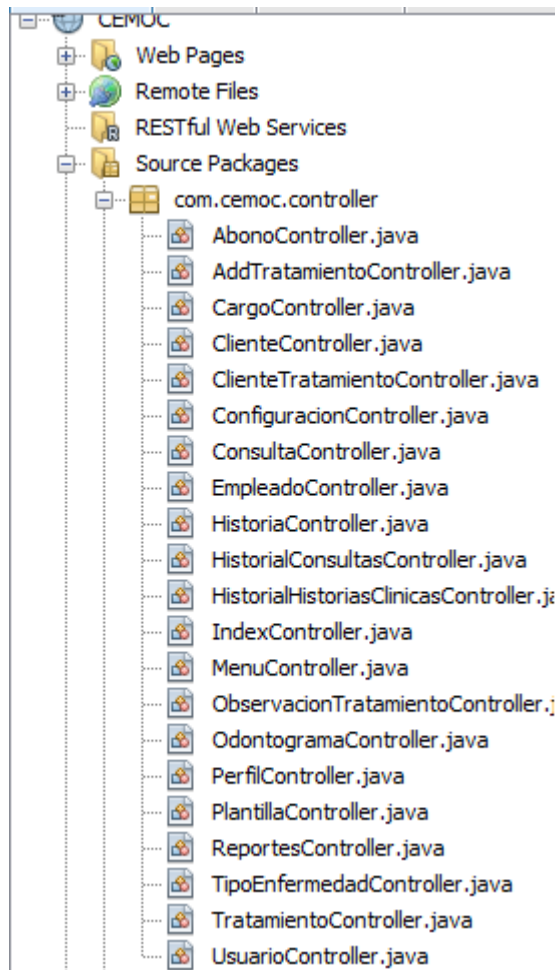 CEMOC
Web Pages
Remote Files
RESTful Web Services
Source Packages
com.cemoc.controller
AbonoController.java
AddTratamientoController.java
CargoController.java
ClienteController.java
ClienteTratamientoController.java
ConfiguracionController.java
ConsultaController.java
EmpleadoController.java
HistoriaController.java
HistorialConsultasController.java
HistorialHistoriasClinicasController.ja
IndexController.java
MenuController.java
ObservacionTratamientoController.j
OdontogramaController.java
PerfilController.java
PlantillaController.java
ReportesController.java
TipoEnfermedadController.java
TratamientoController.java
UsuarioController.java